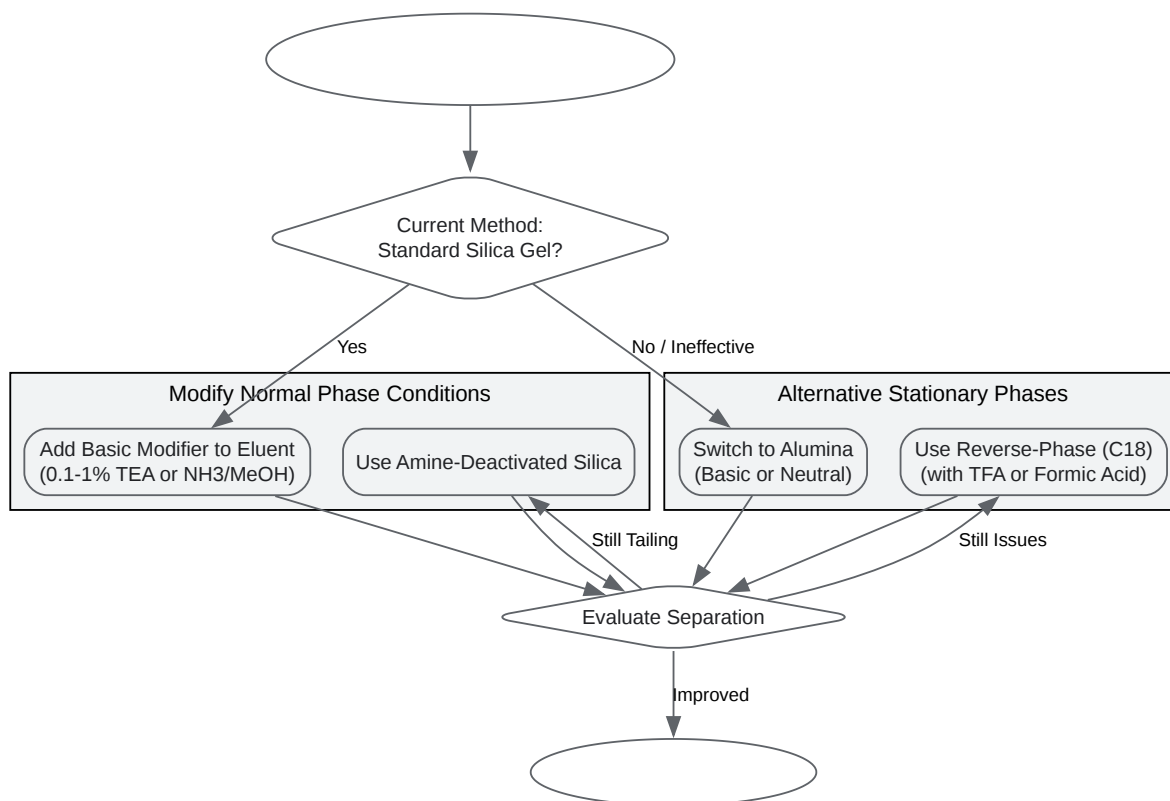 Current Method:
Standard Silica Gel?
Yes
No / Ineffective
Modify Normal Phase Conditions
Alternative Stationary Phases
Add Basic Modifier to Eluent
(0.1-1% TEA or NH3/MeOH)
Use Amine-Deactivated Silica
Switch to Alumina
(Basic or Neutral)
Use Reverse-Phase (C18)
(with TFA or Formic Acid)
Still Tailing
Still Issues
Evaluate Separation
Improved